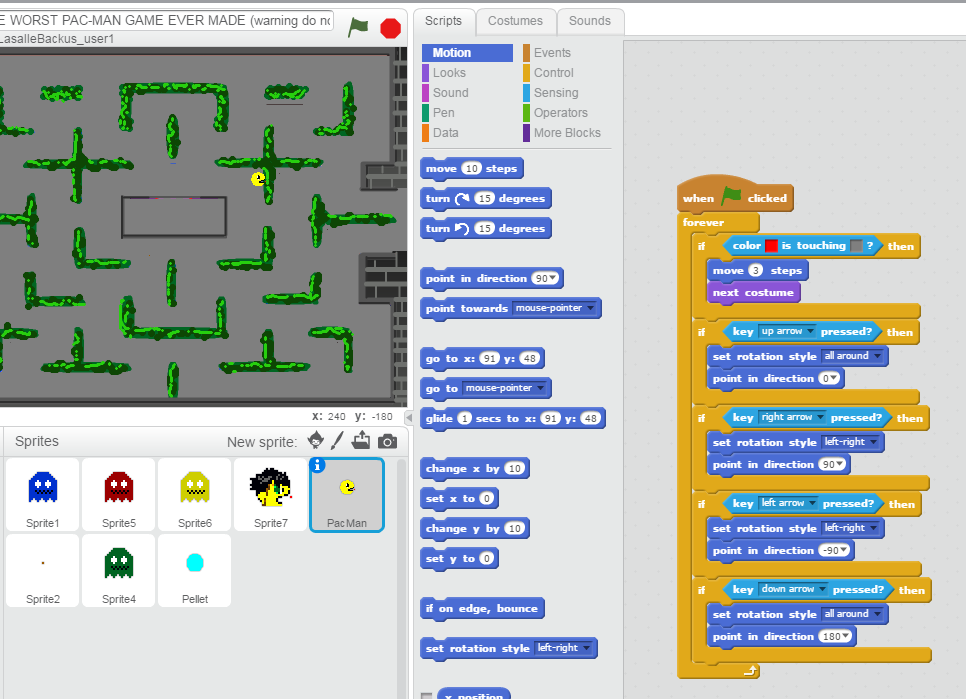 E WORST PAC-MAN GAME EVER MADE (warning do no
LasalleBackus_user1
X: 240 y: -180
Sprites
New sprite:
Sprite1
Sprite5
Sprite6
Sprite7
PacMan
Sprite2
Sprite4
Pellet
Scripts
Costumes
Sounds
Motion
Looks
Sound
Pen
Data
Events
Control
Sensing
Operators
More Blocks
move 10 steps
turn 15 degrees
turn 15 degrees
point in direction 90
point towards mouse-pointer
go to x: 91 y: 48
go to mouse-pointer
glide 1 secs to x: 91 y: 48
change x by 10
set x to 0
change y by 10
set y to 0
if on edge, bounce
set rotation style left-right
x position
when clicked
forever
if color is touching ? then
move 3 steps
next costume
if key up arrow pressed? then
set rotation style all around
point in direction 0
if key right arrow pressed? then
set rotation style left-right
point in direction 90
if key left arrow pressed? then
set rotation style left-right
point in direction -90
if key down arrow pressed? then
set rotation style all around
point in direction 180